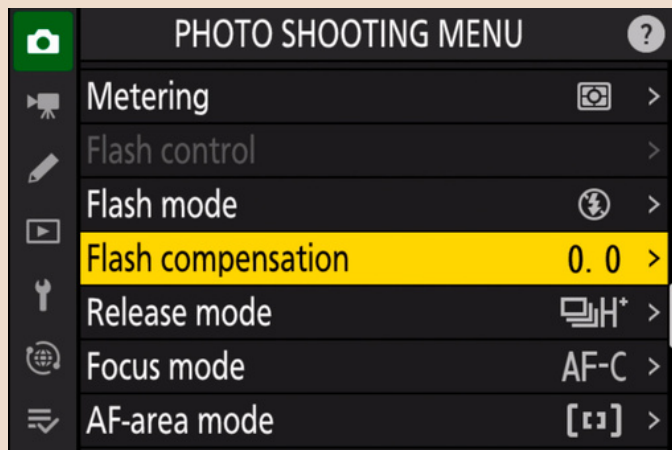 PHOTO SHOOTING MENU ?
Metering >
Flash control >
Flash mode >
Flash compensation 0. 0 >
Release mode H+ >
Focus mode AF-C >
AF-area mode [ ] >